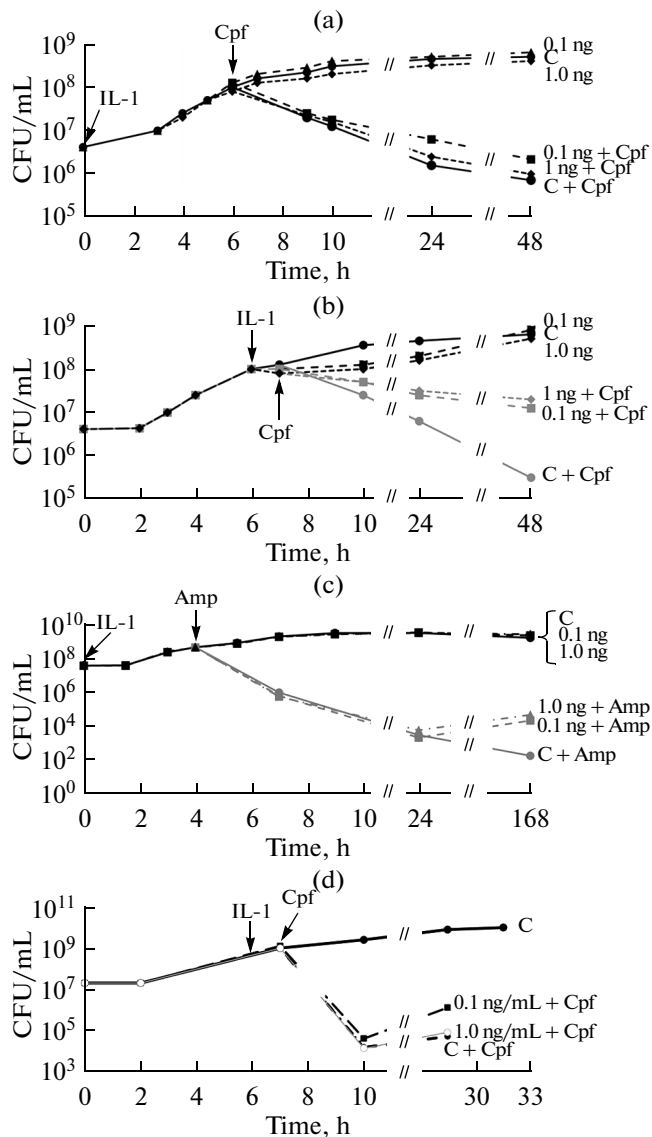 (a)
Cpf
IL-1
10⁹
10⁸
10⁷
10⁶
10⁵
CFU/mL
0.1 ng
C
1.0 ng
0.1 ng + Cpf
1 ng + Cpf
C + Cpf
//
//
//
//
//
//
0 2 4 6 8 10 24 48
Time, h
(b)
IL-1
Cpf
10⁹
10⁸
10⁷
10⁶
10⁵
CFU/mL
0.1 ng
C
1.0 ng
1 ng + Cpf
0.1 ng + Cpf
C + Cpf
//
//
//
//
//
//
//
//
//
//
0 2 4 6 8 10 24 48
Time, h
(c)
Amp
IL-1
10¹⁰
10⁸
10⁶
10⁴
10²
10⁰
CFU/mL
C
0.1 ng
1.0 ng
1.0 ng + Amp
0.1 ng + Amp
C + Amp
//
//
//
//
//
//
//
0 2 4 6 8 10 24 168
Time, h
(d)
Cpf
IL-1
10¹¹
10⁹
10⁷
10⁵
10³
CFU/mL
C
0.1 ng/mL + Cpf
1.0 ng/mL + Cpf
C + Cpf
//
//
//
//
0 2 4 6 8 10 30 33
Time, h